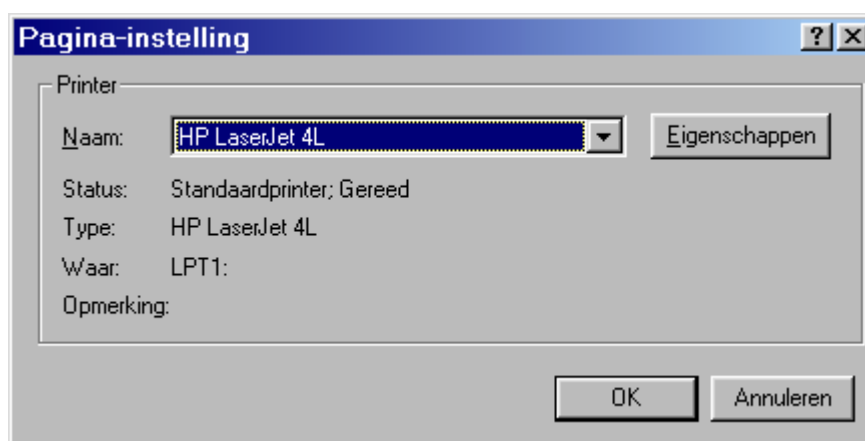 Pagina-instelling
Printer
Naam: HP LaserJet 4L Eigenschappen
Status: Standaardprinter; Gereed
Type: HP LaserJet 4L
Waar: LPT1:
Opmerking:
OK Annuleren